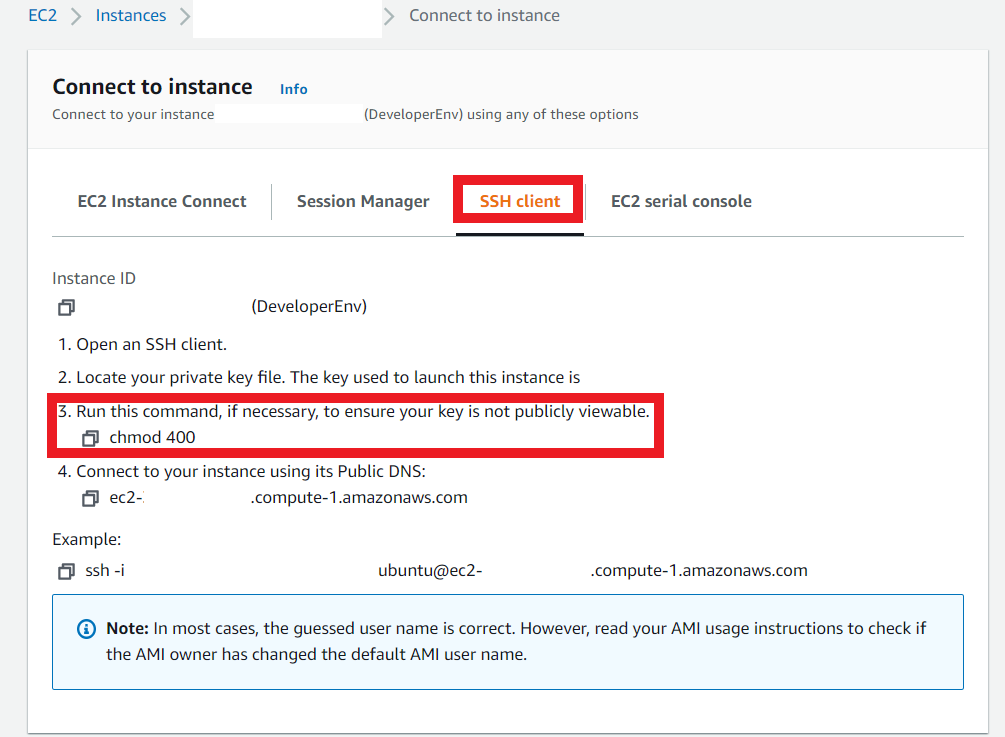 EC2 Instances Connect to instance
Connect to instance Info
Connect to your instance (DeveloperEnv) using any of these options
EC2 Instance Connect Session Manager SSH client EC2 serial console
Instance ID
(DeveloperEnv)
1. Open an SSH client.
2. Locate your private key file. The key used to launch this instance is
3. Run this command, if necessary, to ensure your key is not publicly viewable.
chmod 400
4. Connect to your instance using its Public DNS:
ec2- .compute-1.amazonaws.com
Example:
ssh -i ubuntu@ec2- .compute-1.amazonaws.com
Note: In most cases, the guessed user name is correct. However, read your AMI usage instructions to check if
the AMI owner has changed the default AMI user name.